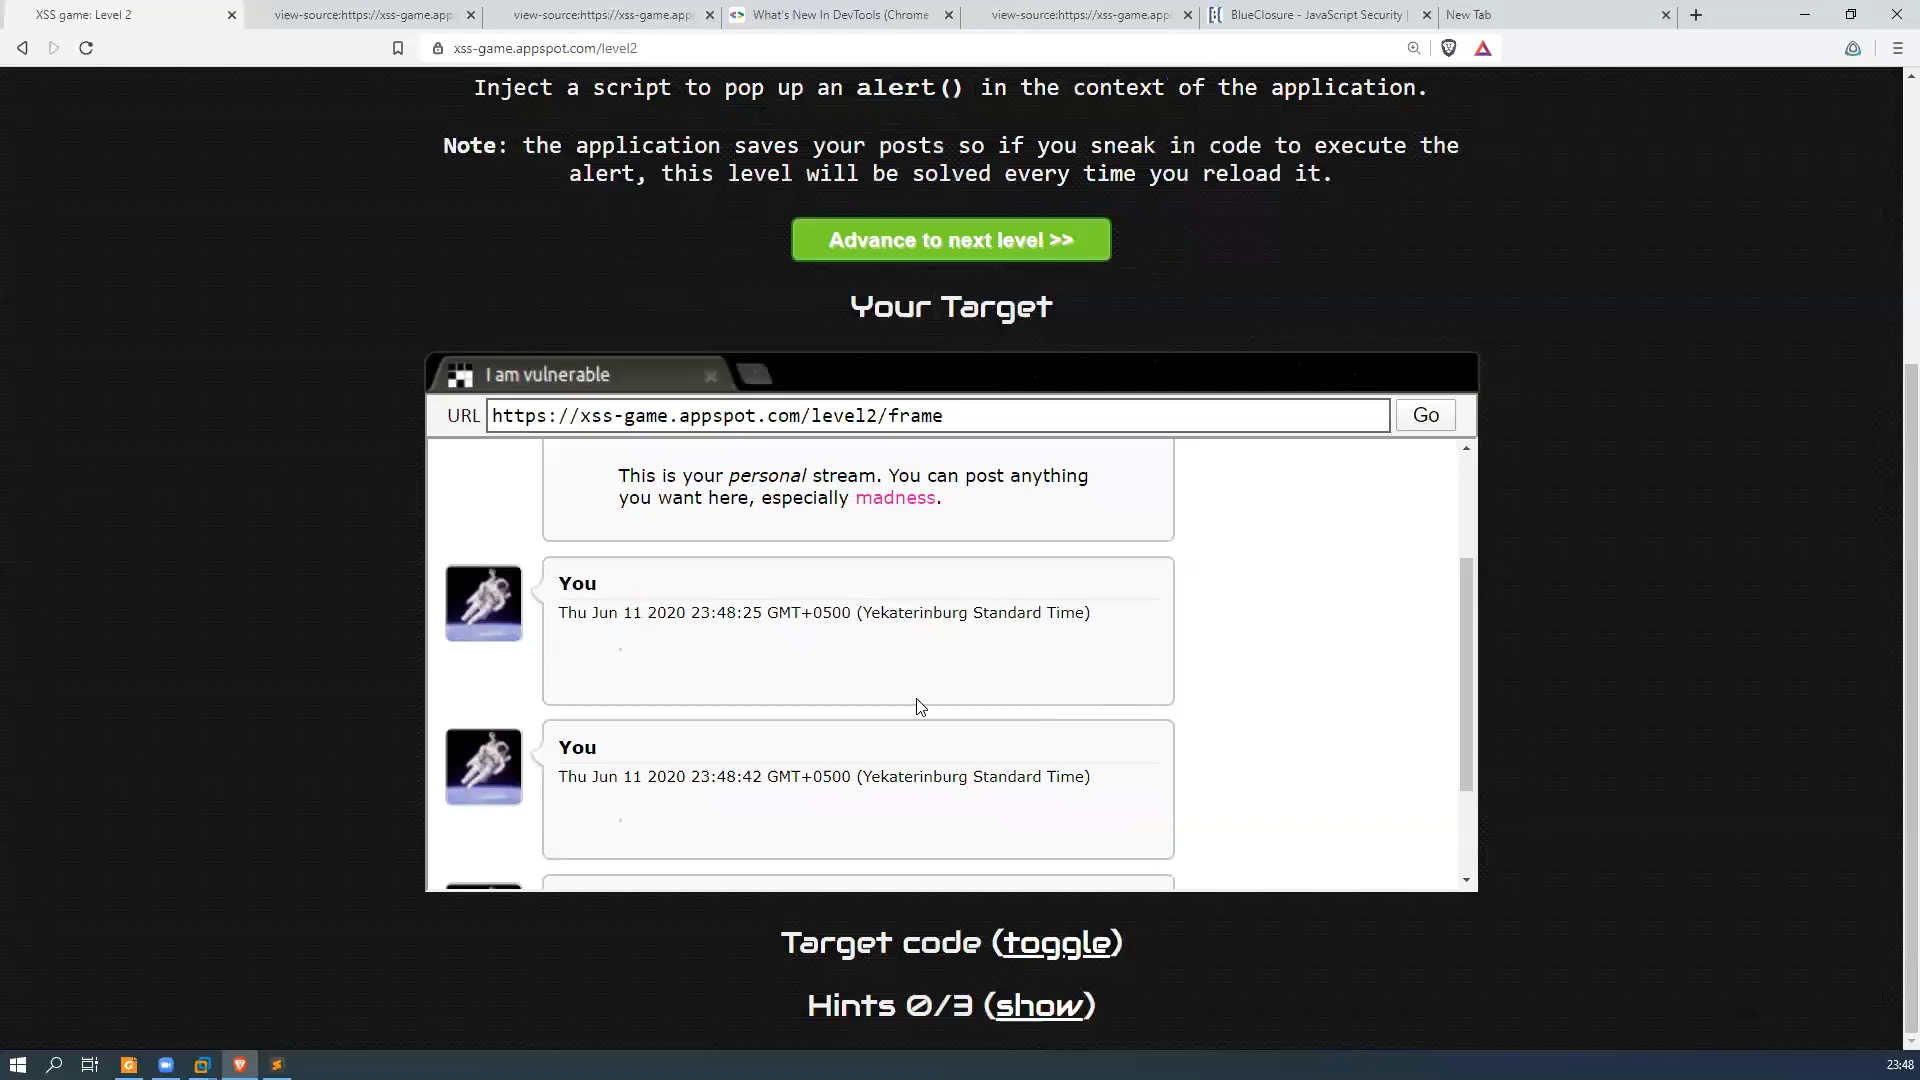 XSS game: Level 2
view-source:https://xss-game.app
view-source:https://xss-game.app
What's New In DevTools (Chrome
view-source:https://xss-game.app
BlueClosure - JavaScript Security
New Tab
xss-game.appspot.com/level2
Inject a script to pop up an alert() in the context of the application.
Note: the application saves your posts so if you sneak in code to execute the
alert, this level will be solved every time you reload it.
Advance to next level >>
Your Target
I am vulnerable
URL https://xss-game.appspot.com/level2/frame Go
This is your personal stream. You can post anything
you want here, especially madness.
You
Thu Jun 11 2020 23:48:25 GMT+0500 (Yekaterinburg Standard Time)
You
Thu Jun 11 2020 23:48:42 GMT+0500 (Yekaterinburg Standard Time)
Target code (toggle)
Hints 0/3 (show)
23:48